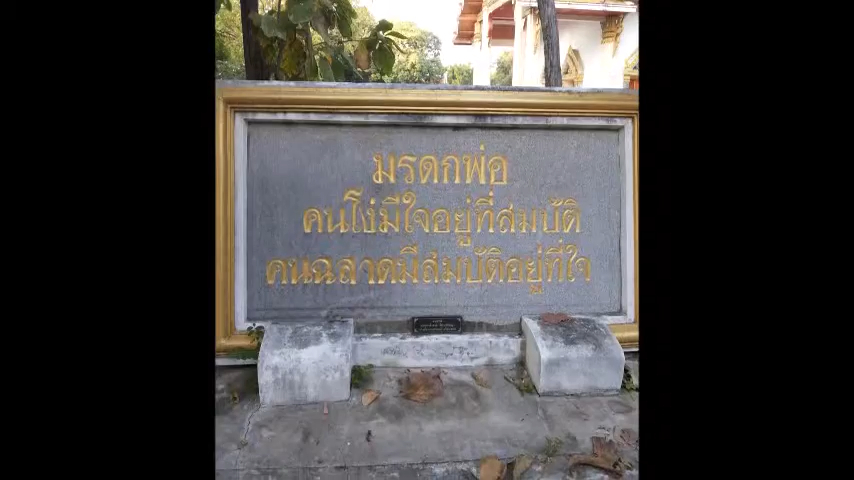 มรดกพ่อ
คนโง่มีใจอยู่ที่สมบัติ
คนฉลาดมีสมบัติอยู่ที่ใจ